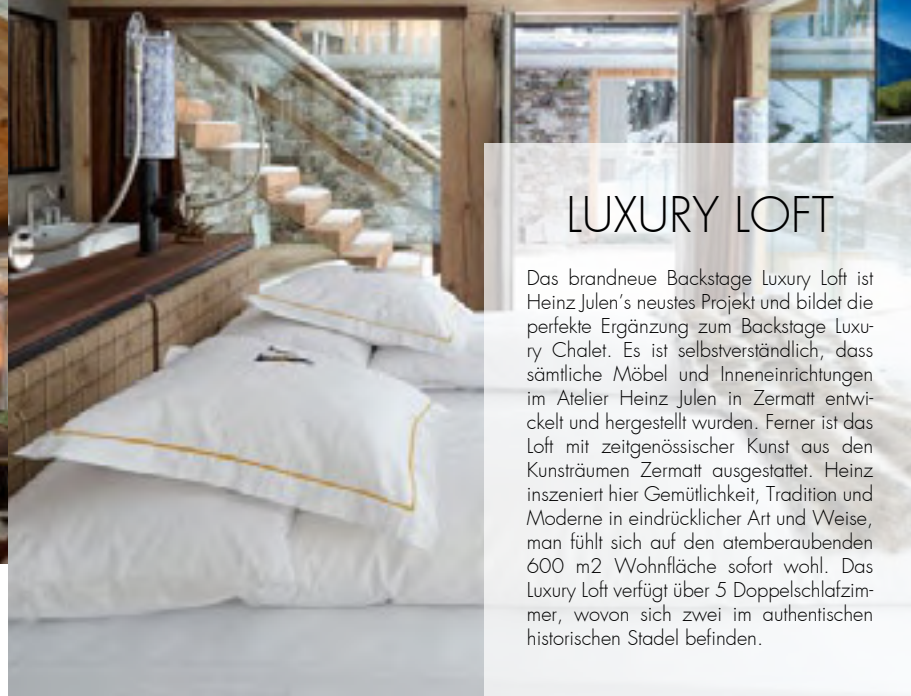 LUXURY LOFT
Das brandneue Backstage Luxury Loft ist
Heinz Julen's neustes Projekt und bildet die
perfekte Ergänzung zum Backstage Luxu-
ry Chalet. Es ist selbstverständlich, dass
sämtliche Möbel und Inneneinrichtungen
im Atelier Heinz Julen in Zermatt entwi-
ckelt und hergestellt wurden. Ferner ist das
Loft mit zeitgenössischer Kunst aus den
Kunsträumen Zermatt ausgestattet. Heinz
inszeniert hier Gemütlichkeit, Tradition und
Moderne in eindrücklicher Art und Weise,
man fühlt sich auf den atemberaubenden
600 m2 Wohnfläche sofort wohl. Das
Luxury Loft verfügt über 5 Doppelschlafzim-
mer, wovon sich zwei im authentischen
historischen Stadel befinden.